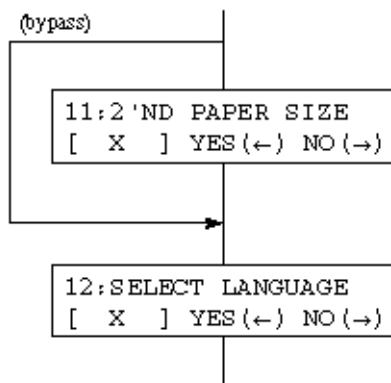 (bypass)
11:2'ND PAPER SIZE
[ X ] YES(←) NO(→)
12:SELECT LANGUAGE
[ X ] YES(←) NO(→)